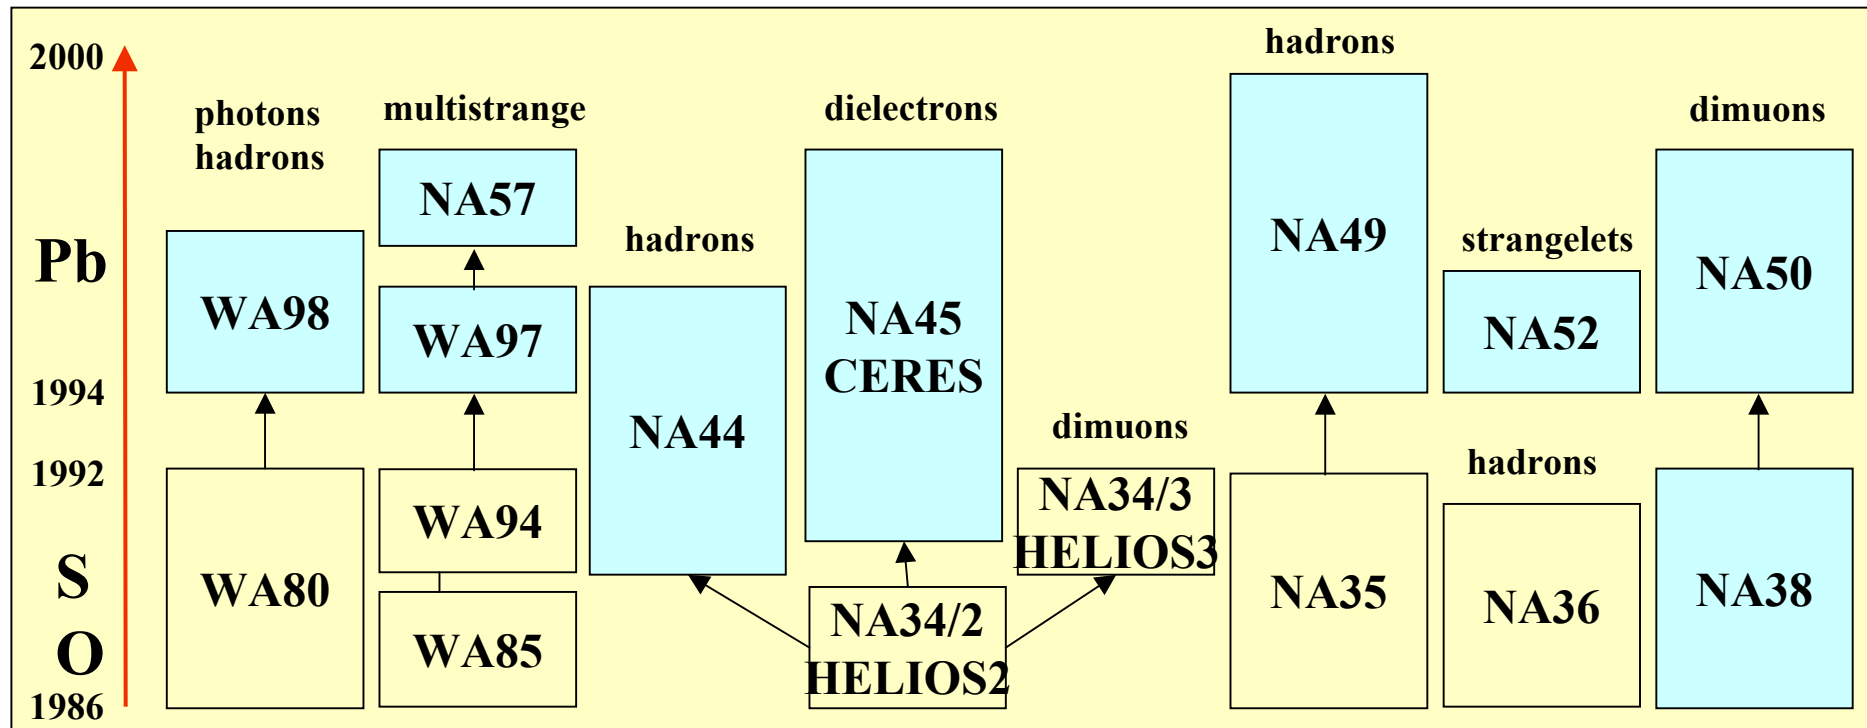 2000
Pb
1994
1992
S
O
1986
photons
hadrons
WA98
WA80
multistrange
NA57
WA97
WA94
WA85
hadrons
NA44
dielectrons
NA45
CERES
NA34/2
HELIOS2
dimuons
NA34/3
HELIOS3
hadrons
NA49
NA35
strangelets
NA52
hadrons
NA36
dimuons
NA50
NA38